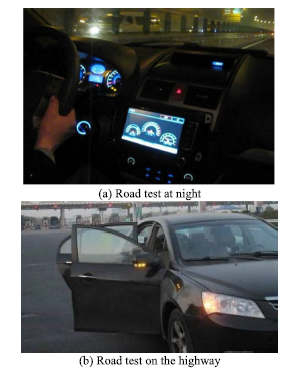 (a) Road test at night
(b) Road test on the highway